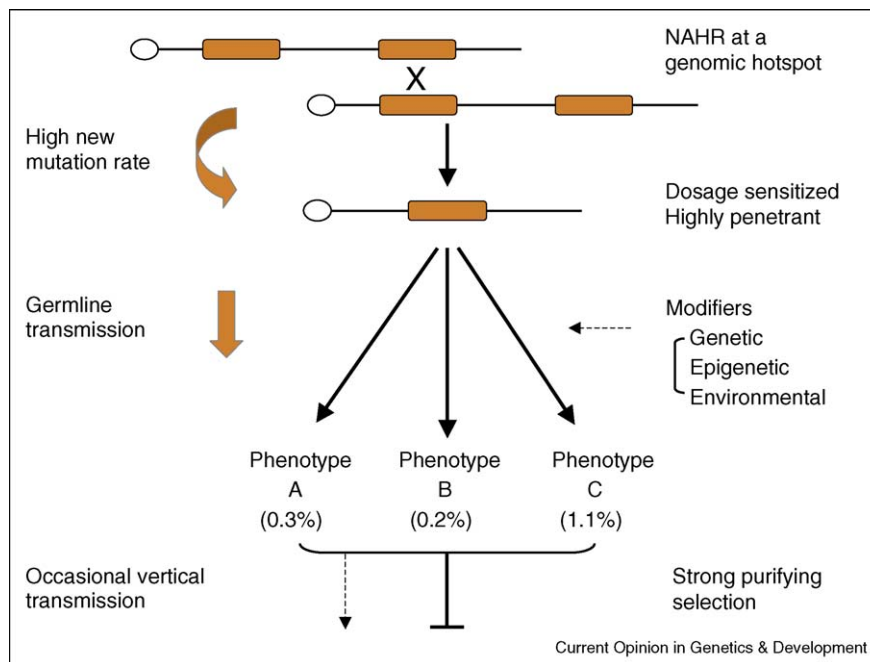 NAHR at a
genomic hotspot
X
High new
mutation rate
Dosage sensitized
Highly penetrant
Germline
transmission
Modifiers
Genetic
Epigenetic
Environmental
Phenotype
A
(0.3%)
Phenotype
B
(0.2%)
Phenotype
C
(1.1%)
Occasional vertical
transmission
Strong purifying
selection
Current Opinion in Genetics & Development